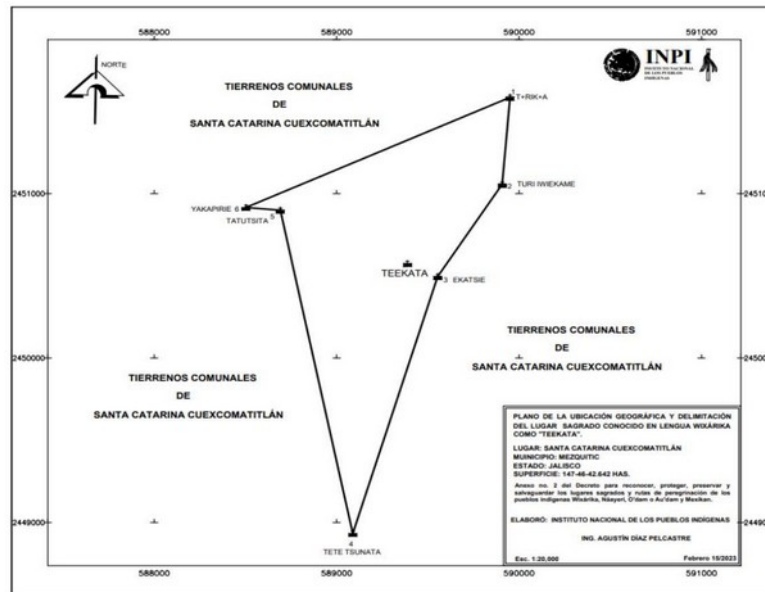 588000 589000 590000 591000
NORTE
INPI
INSTITUTO NACIONAL
DE LOS PUEBLOS
INDÍGENAS
TIERRENOS COMUNALES
DE
SANTA CATARINA CUEXCOMATITLÁN
1
T+RIK+A
2451000 2451000
2 TURI IWIEKAME
YAKAPIRIE 6
5
TATUTSITA
TEEKATA
3 EKATSIE
TIERRENOS COMUNALES
DE
SANTA CATARINA CUEXCOMATITLÁN
2450000 2450000
TIERRENOS COMUNALES
DE
SANTA CATARINA CUEXCOMATITLÁN
PLANO DE LA UBICACIÓN GEOGRÁFICA Y DELIMITACIÓN
DEL LUGAR SAGRADO CONOCIDO EN LENGUA WIXÁRIKA
COMO "TEEKATA".
LUGAR: SANTA CATARINA CUEXCOMATITLÁN
MUINICIPIO: MEZQUITIC
ESTADO: JALISCO
SUPERFICIE: 147-46-42.642 HAS.
Anexo no. 2 del Decreto para reconocer, proteger, preservar y
salvaguardar los lugares sagrados y rutas de peregrinación de los
pueblos indígenas Wixárika, Náayeri, O'dam o Au'dam y Mexikan.
ELABORÓ: INSTITUTO NACIONAL DE LOS PUEBLOS INDÍGENAS
ING. AGUSTÍN DÍAZ PELCASTRE
Esc. 1:20,000 Febrero 15/2023
2449000 2449000
4
TETE TSUNATA
588000 589000 590000 591000